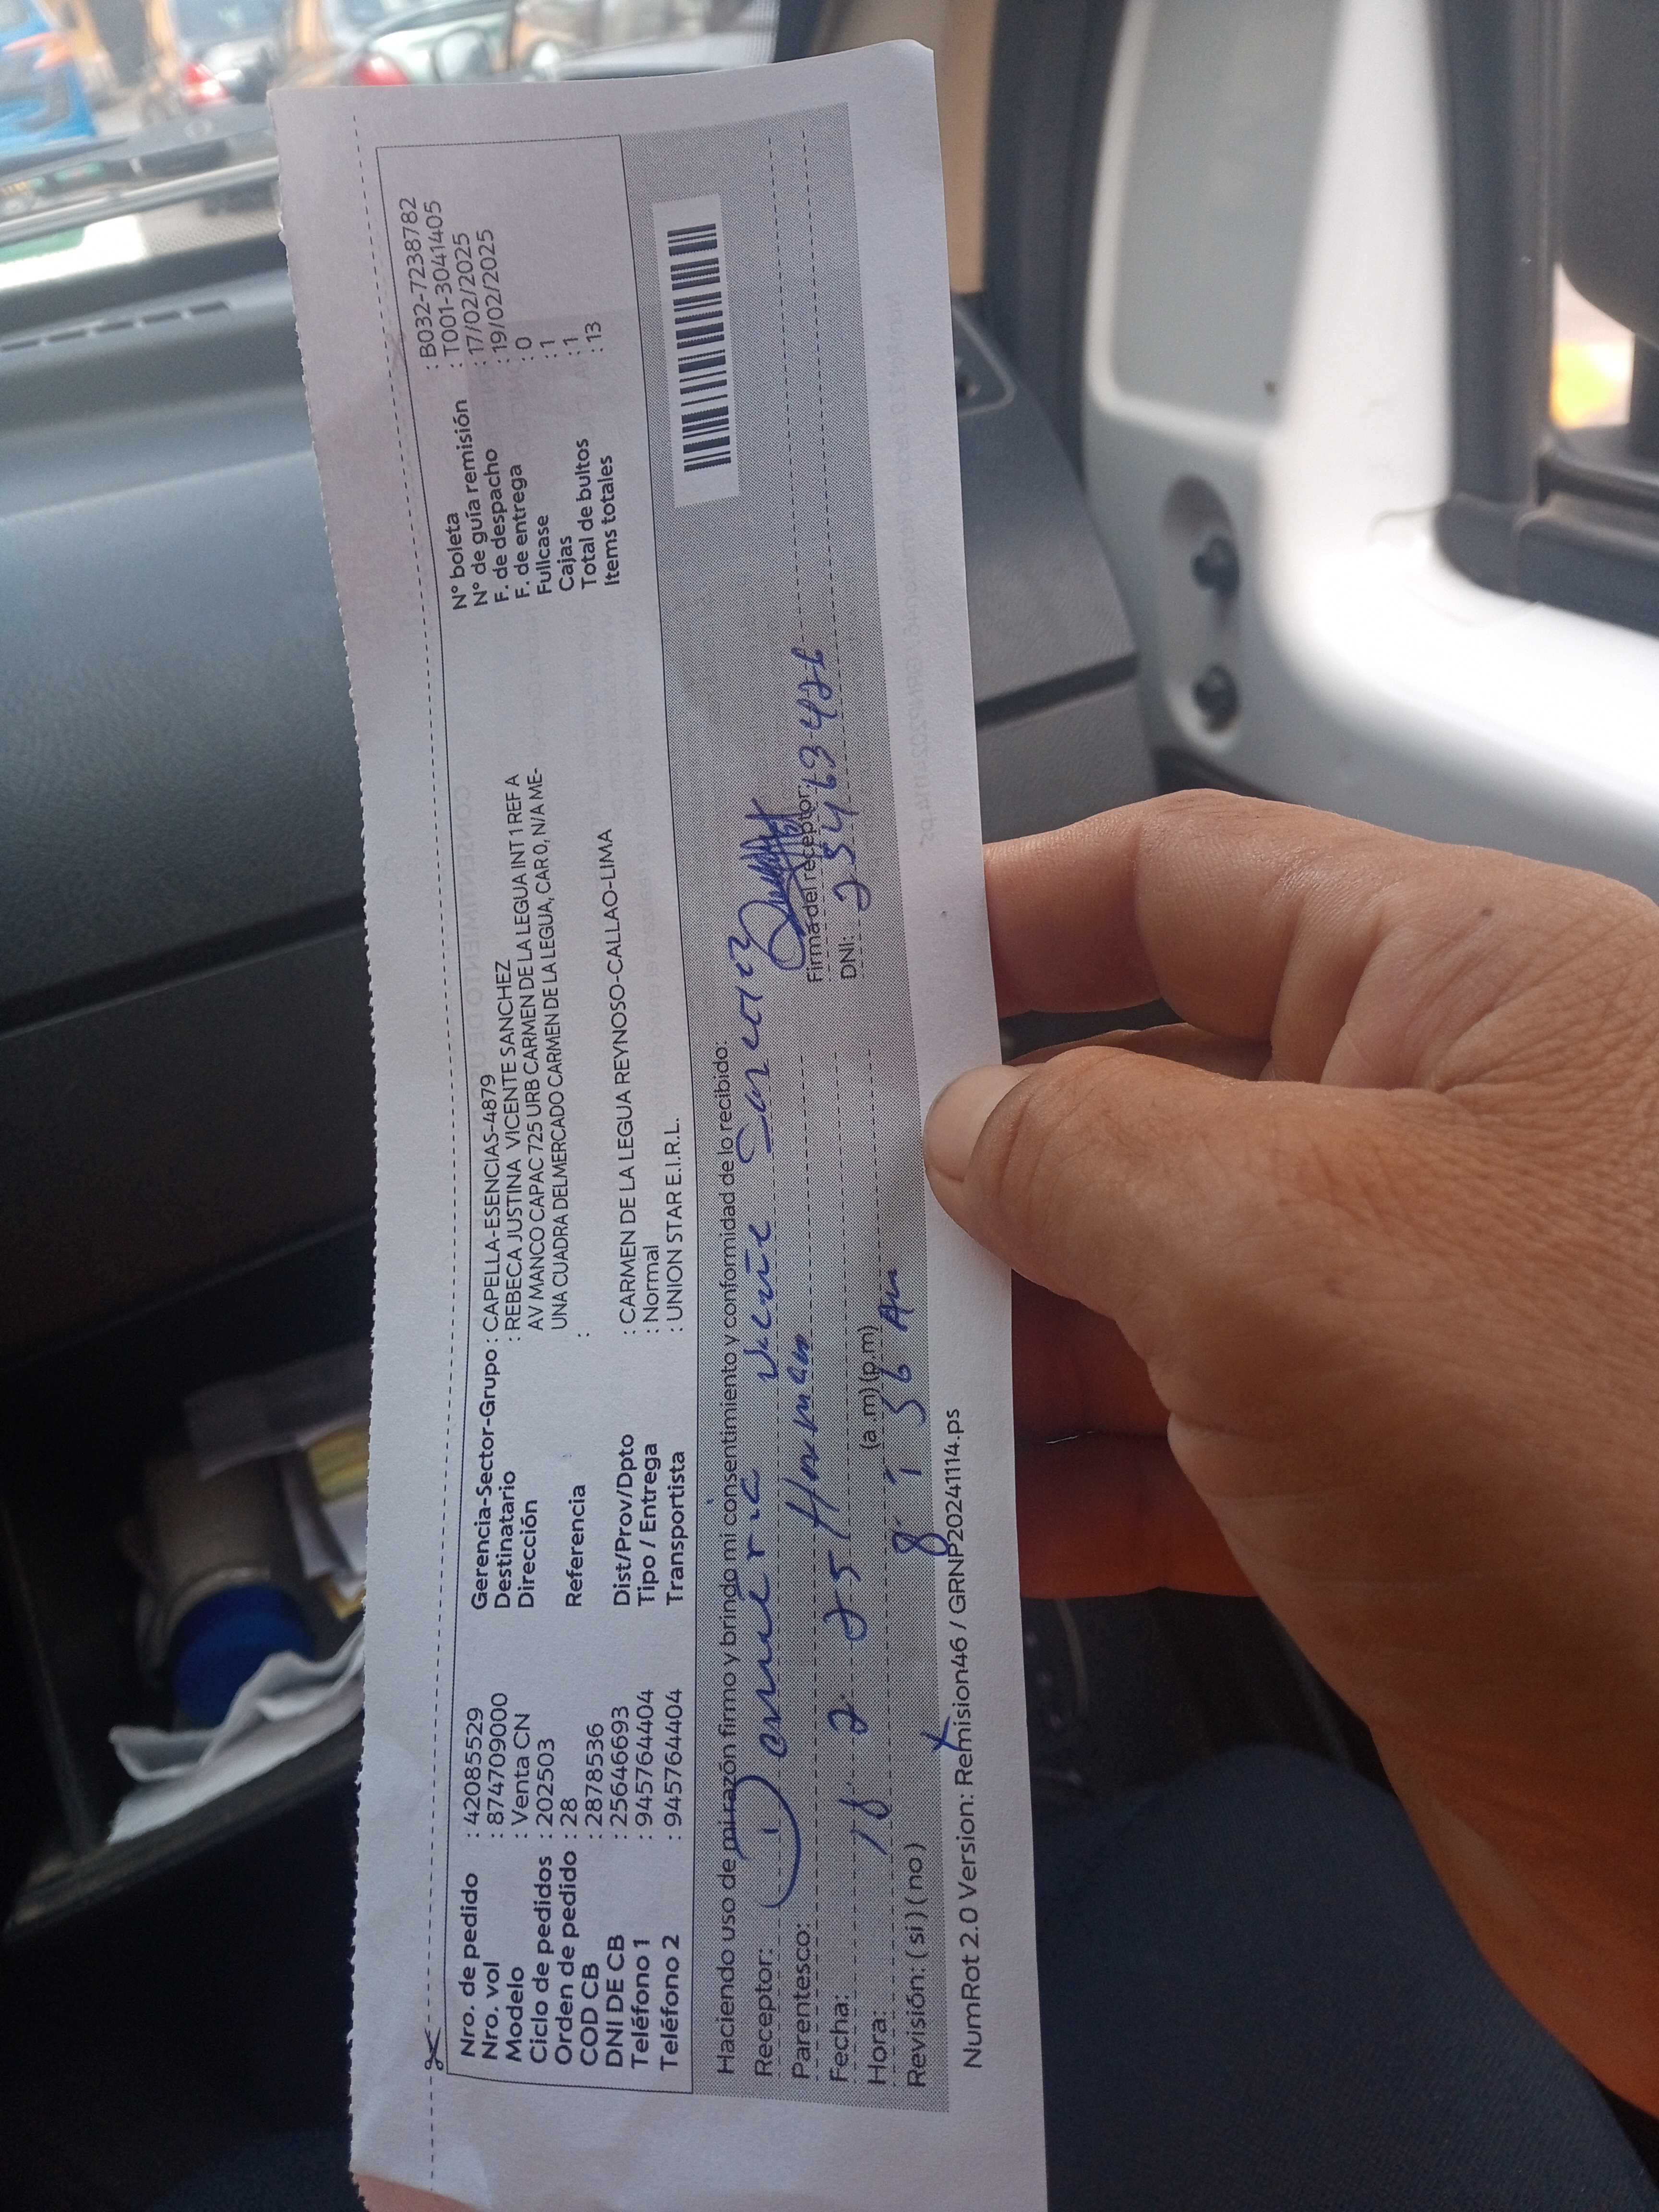 Nro. de pedido : 42085529
Nro. vol : 874709000
Modelo : Venta CN
Ciclo de pedidos : 202503
Orden de pedido : 28
COD CB : 2878536
DNI DE CB : 25646693
Teléfono 1 : 945764404
Teléfono 2 : 945764404
Gerencia-Sector-Grupo : CAPELLA-ESENCIAS-4879
Destinatario : REBECA JUSTINA VICENTE SANCHEZ
Dirección AV MANCO CAPAC 725 URB CARMEN DE LA LEGUA INT 1 REF A
UNA CUADRA DEL MERCADO CARMEN DE LA LEGUA, CAR 0, N/A ME-
Referencia :
Dist/Prov/Dpto : CARMEN DE LA LEGUA REYNOSO-CALLAO-LIMA
Tipo / Entrega : Normal
Transportista : UNION STAR E.I.R.L.
N° boleta : B032-7238782
N° de guía remisión : T001-3041405
F. de despacho : 17/02/2025
F. de entrega : 19/02/2025
Fullcase : 0
Cajas : 1
Total de bultos : 1
Items totales : 13
Haciendo uso de mi razón firmo y brindo mi consentimiento y conformidad de lo recibido:
Receptor:
Parentesco:
Firma del receptor:
Fecha: 18 2 25
DNI:
Hora: 8 : 36 Am (a.m) (p.m)
Revisión: (si) (no)
NumRot 2.0 Version: Remision46 / GRNP20241114.ps